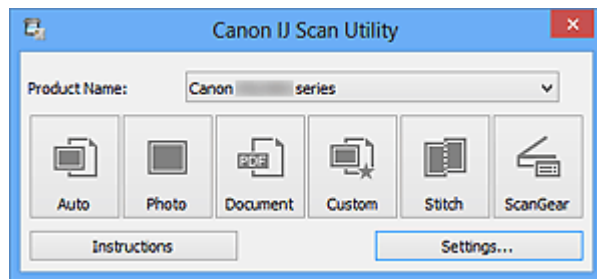 Canon IJ Scan Utility
Product Name: Canon series
PDF
Auto Photo Document Custom Stitch ScanGear
Instructions Settings...